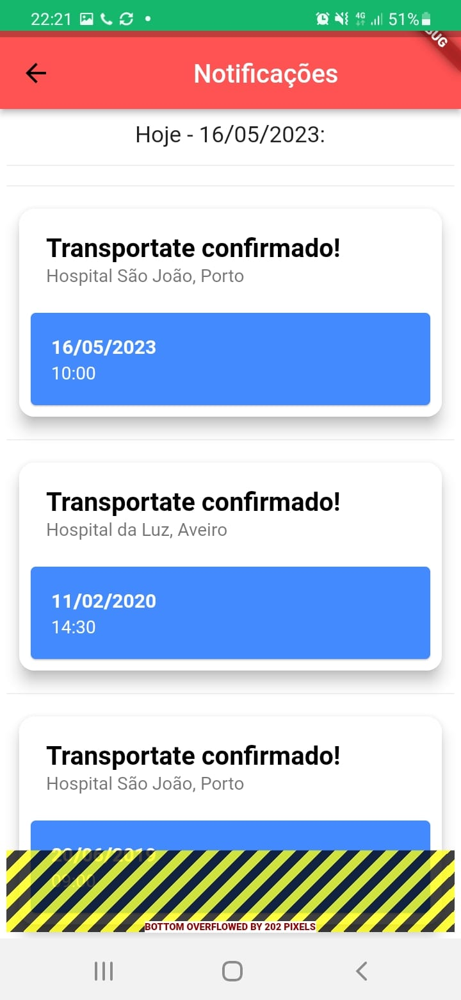 22:21 4G 51%
UG
Notificações
Hoje - 16/05/2023:
Transportate confirmado!
Hospital São João, Porto
16/05/2023
10:00
Transportate confirmado!
Hospital da Luz, Aveiro
11/02/2020
14:30
Transportate confirmado!
Hospital São João, Porto
20/06/2019
09:00
BOTTOM OVERFLOWED BY 202 PIXELS